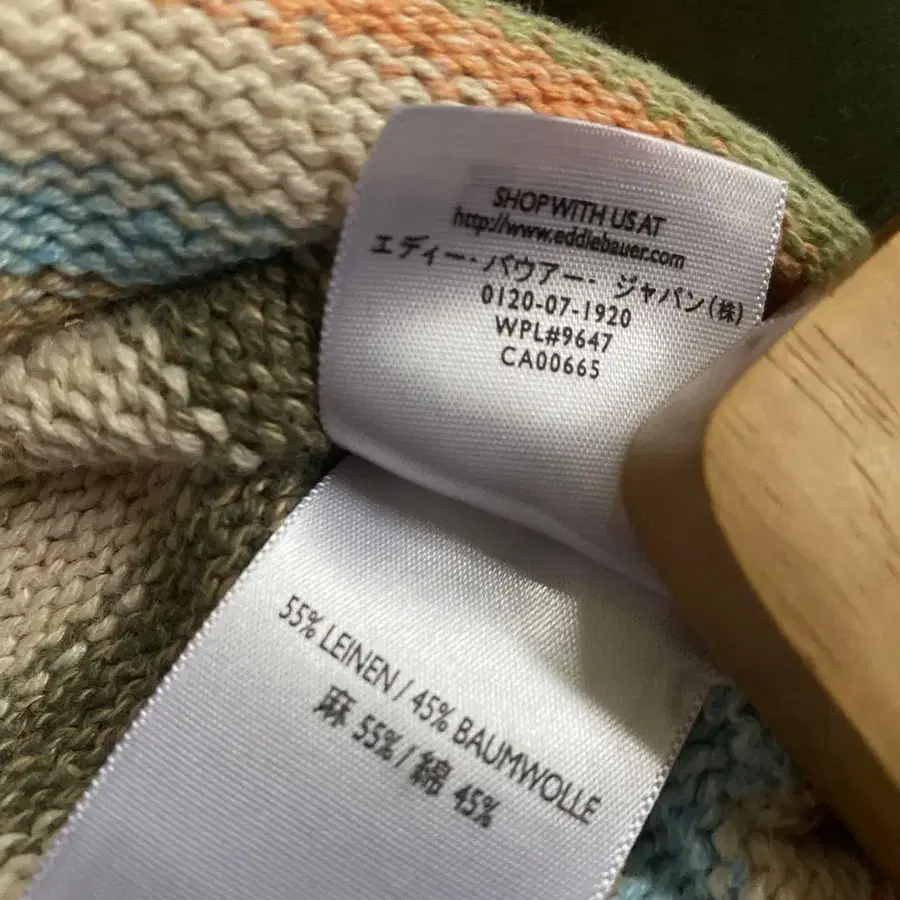 SHOP WITH US AT
http://www.eddiebauer.com
エディー・バウアー・ジャパン(株)
0120-07-1920
WPL#9647
CA00665
55% LEINEN / 45% BAUMWOLLE
麻 55% / 綿 45%